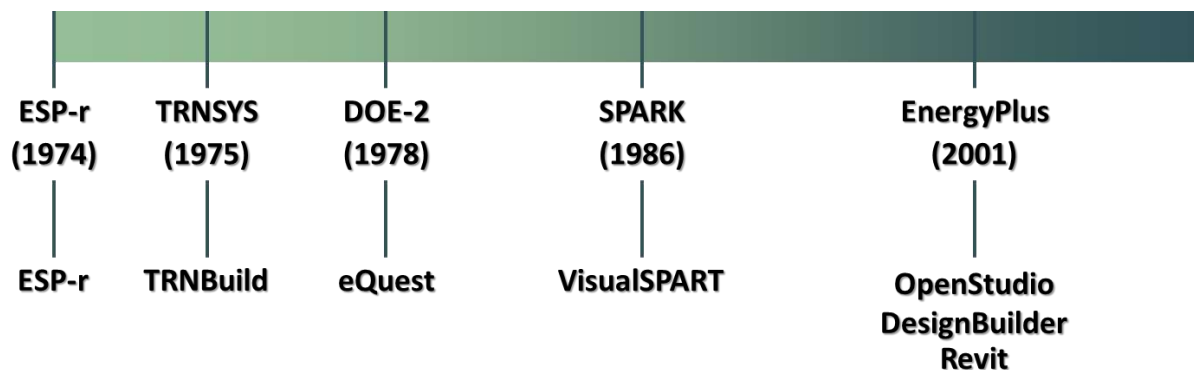 ESP-r
(1974)
TRNSYS
(1975)
DOE-2
(1978)
SPARK
(1986)
EnergyPlus
(2001)
ESP-r
TRNBuild
eQuest
VisualSPART
OpenStudio
DesignBuilder
Revit